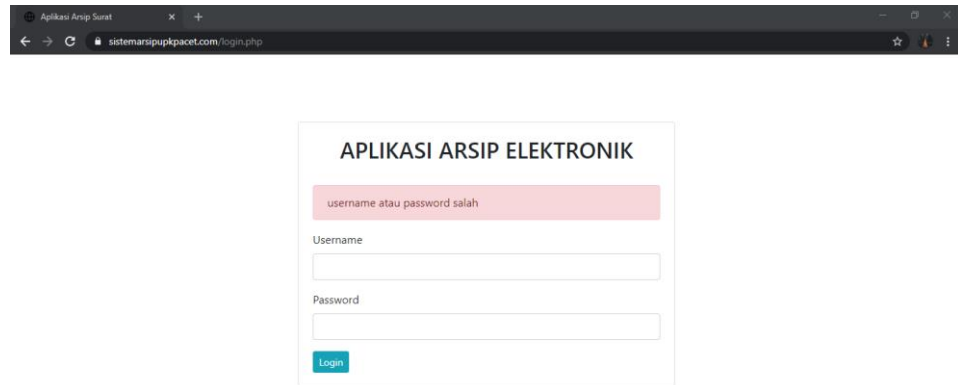 Aplikasi Arsip Surat
sistemarsipupkpacet.com/login.php
APLIKASI ARSIP ELEKTRONIK
username atau password salah
Username
Password
Login